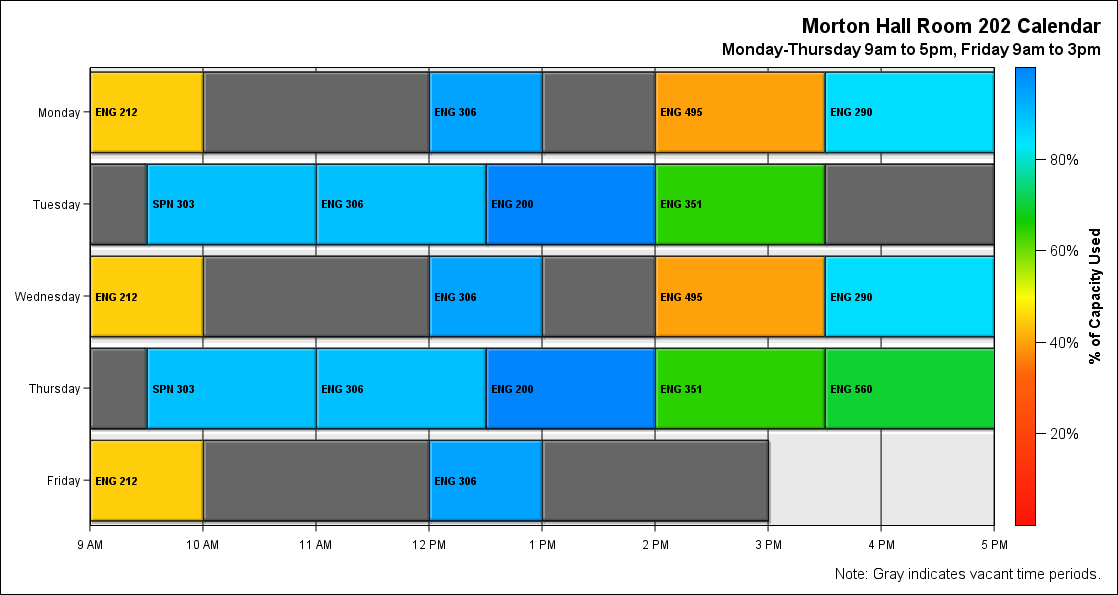 Morton Hall Room 202 Calendar
Monday-Thursday 9am to 5pm, Friday 9am to 3pm
Monday
ENG 212
ENG 306
ENG 495
ENG 290
Tuesday
SPN 303
ENG 306
ENG 200
ENG 351
Wednesday
ENG 212
ENG 306
ENG 495
ENG 290
Thursday
SPN 303
ENG 306
ENG 200
ENG 351
ENG 560
Friday
ENG 212
ENG 306
9 AM
10 AM
11 AM
12 PM
1 PM
2 PM
3 PM
4 PM
5 PM
80%
60%
40%
20%
% of Capacity Used
Note: Gray indicates vacant time periods.